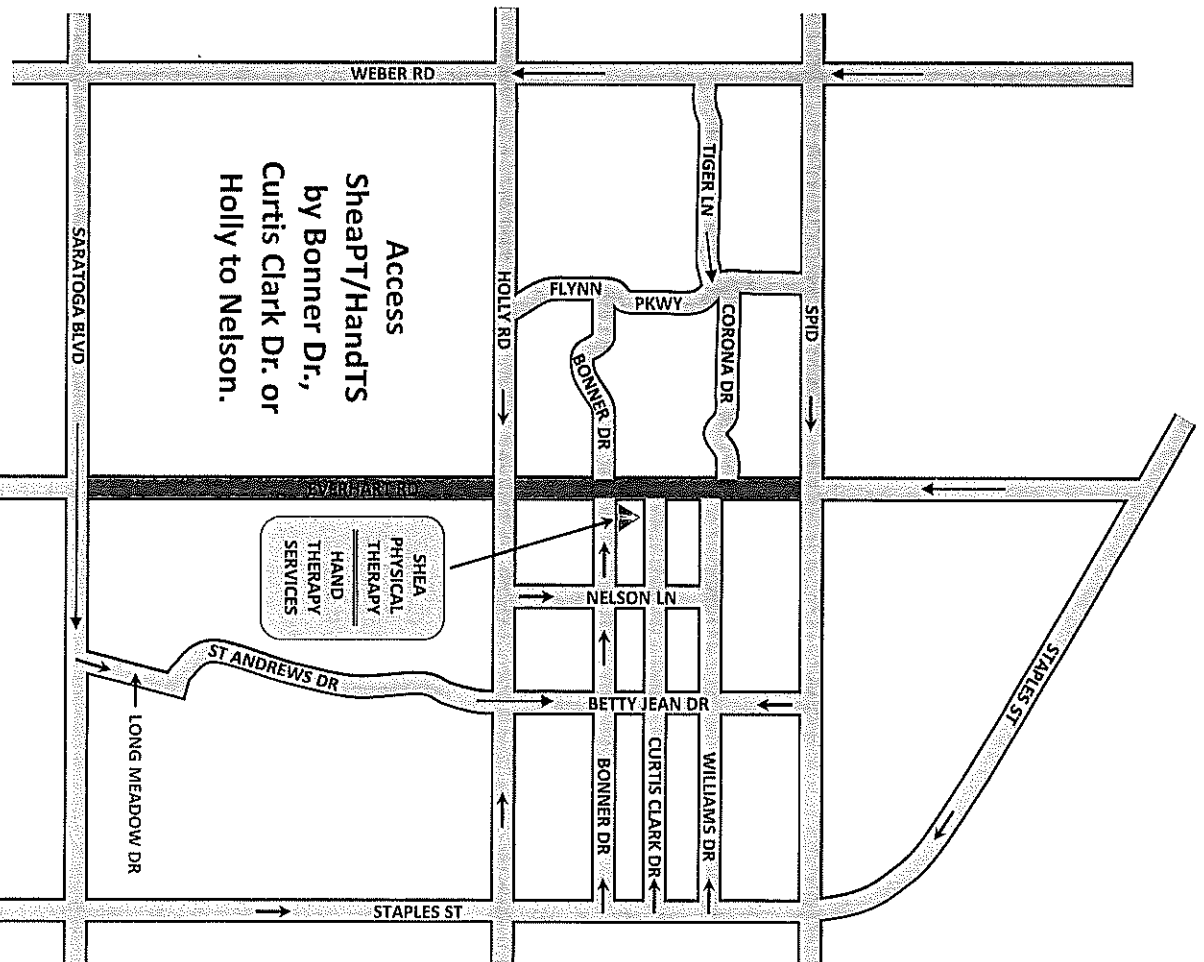 WEBER RD
TIGER LN
SARATOGA BLVD
HOLLY RD
FLYNN
PKWY
CORONA DR
SPID
BONNER DR
Access
SheaPT/HandTS
by Bonner Dr.,
Curtis Clark Dr. or
Holly to Nelson.
EVERHART RD
SHEA
PHYSICAL
THERAPY
HAND
THERAPY
SERVICES
NELSON LN
ST ANDREWS DR
BETTY JEAN DR
STAPLES ST
LONG MEADOW DR
BONNER DR
CURTIS CLARK DR
WILLIAMS DR
STAPLES ST